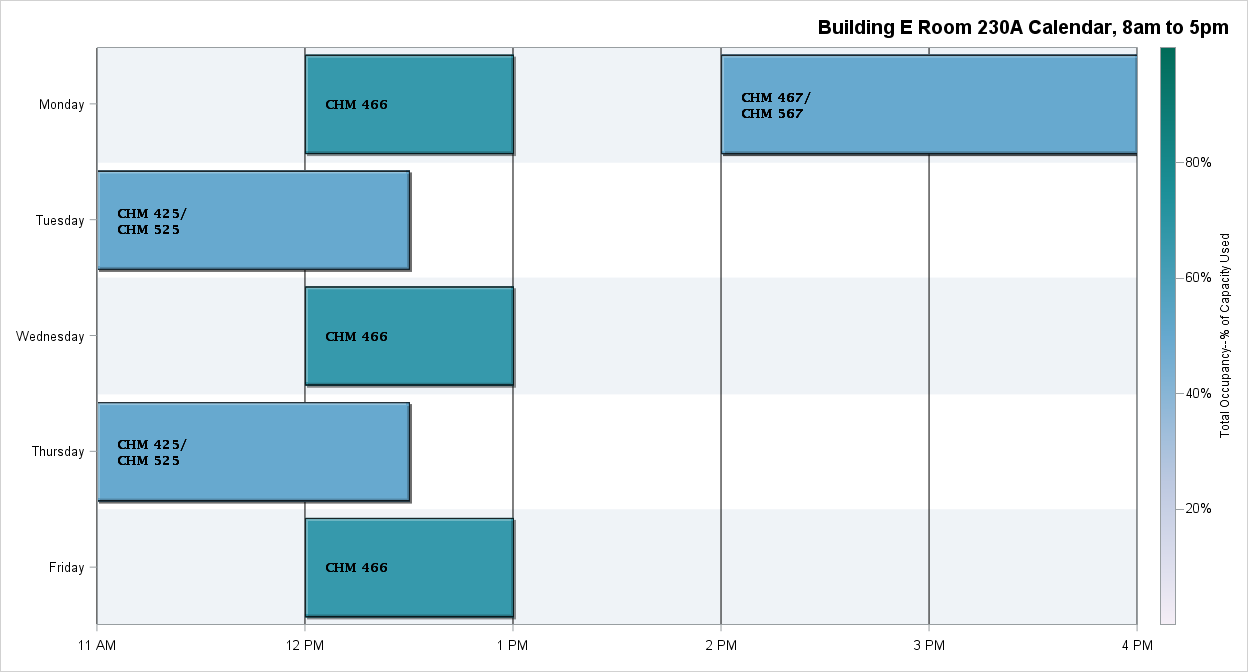 Building E Room 230A Calendar, 8am to 5pm
Monday
CHM 466
CHM 467/
CHM 567
Tuesday
CHM 425/
CHM 525
Wednesday
CHM 466
Thursday
CHM 425/
CHM 525
Friday
CHM 466
11 AM
12 PM
1 PM
2 PM
3 PM
4 PM
80%
60%
40%
20%
Total Occupancy--% of Capacity Used